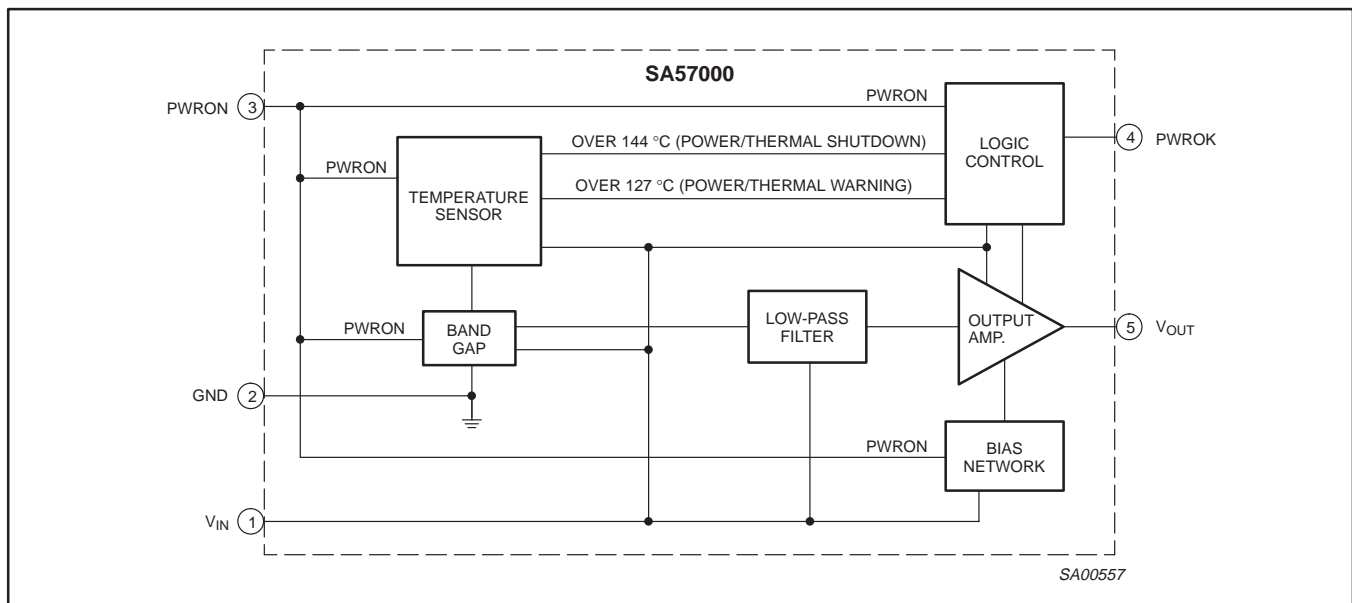 SA57000
PWRON 3
PWRON
LOGIC
CONTROL
4 PWROK
OVER 144 °C (POWER/THERMAL SHUTDOWN)
PWRON
TEMPERATURE
SENSOR
OVER 127 °C (POWER/THERMAL WARNING)
PWRON
BAND
GAP
LOW-PASS
FILTER
OUTPUT
AMP.
5 VOUT
GND 2
PWRON
BIAS
NETWORK
VIN 1
SA00557